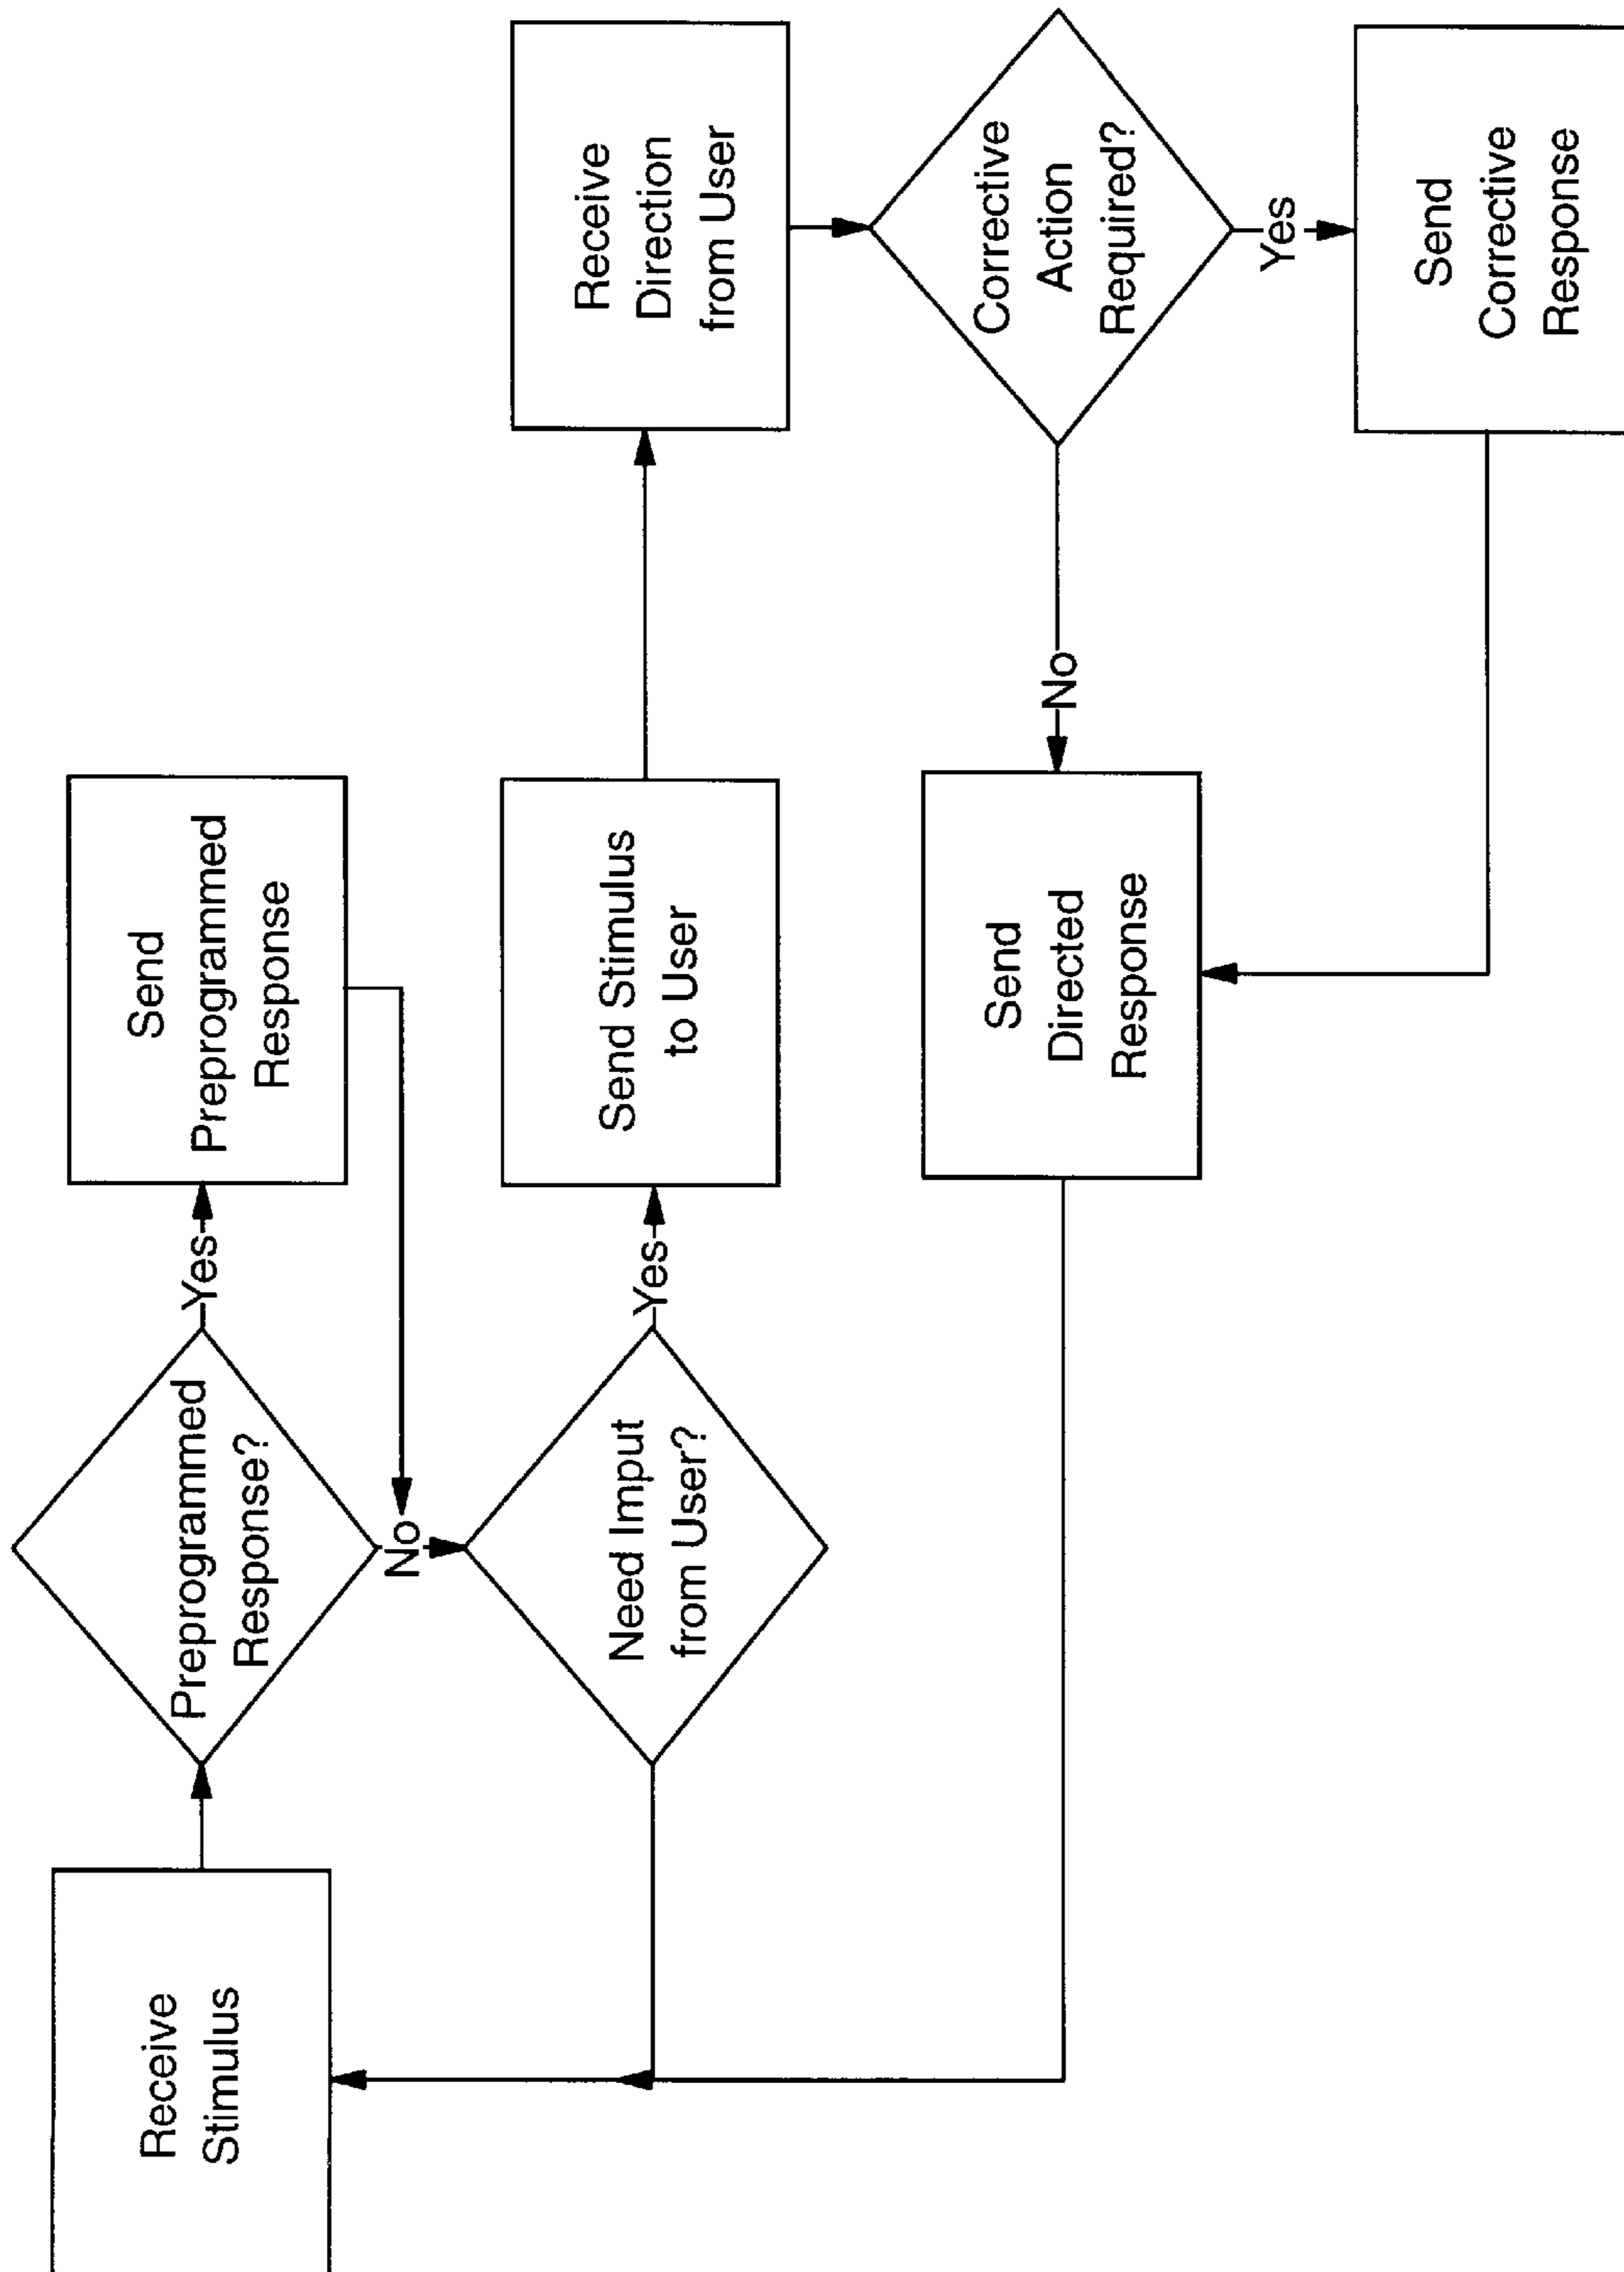 Receive
Stimulus
Preprogrammed
Response?
Yes
Send
Preprogrammed
Response
No
Need Imput
from User?
Yes
Send Stimulus
to User
Receive
Direction
from User
Corrective
Action
Required?
No
Yes
Send
Directed
Response
Send
Corrective
Response